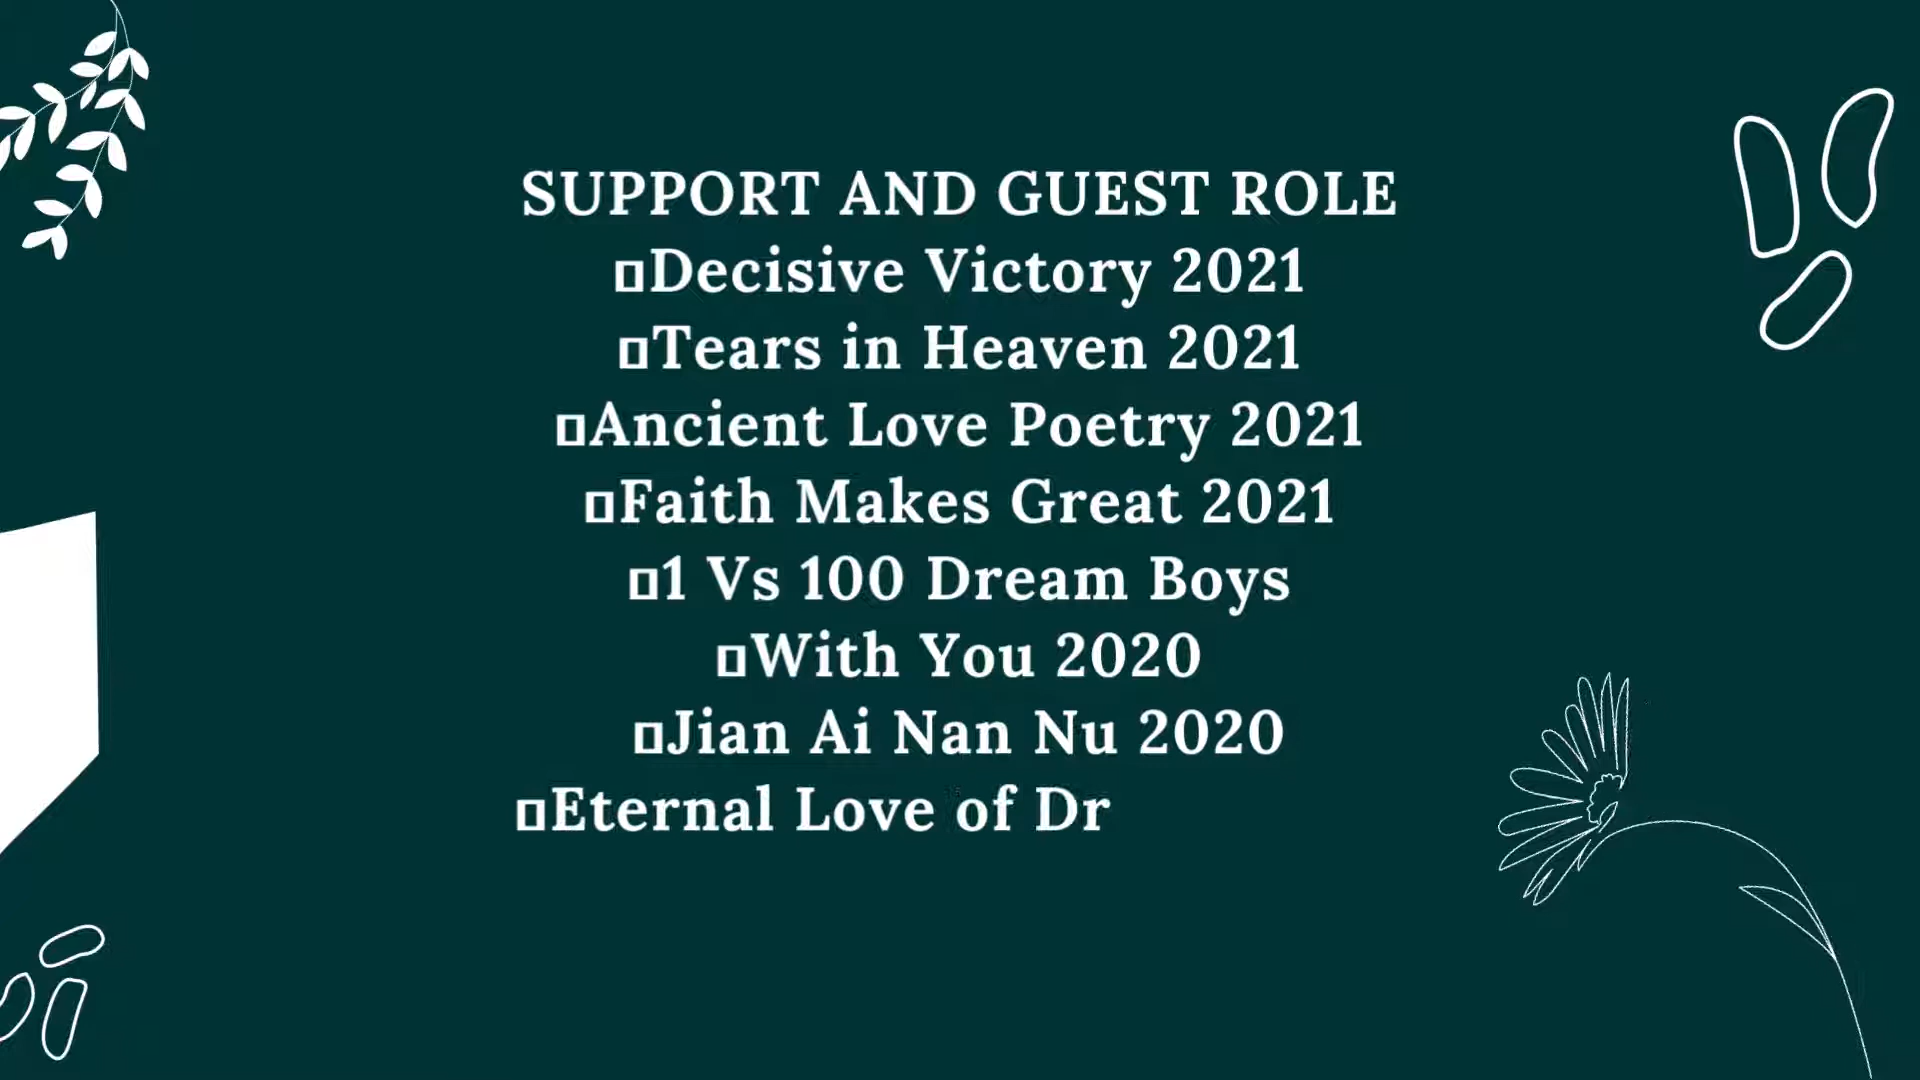 SUPPORT AND GUEST ROLE
▯Decisive Victory 2021
▯Tears in Heaven 2021
▯Ancient Love Poetry 2021
▯Faith Makes Great 2021
▯1 Vs 100 Dream Boys
▯With You 2020
▯Jian Ai Nan Nu 2020
▯Eternal Love of Dr